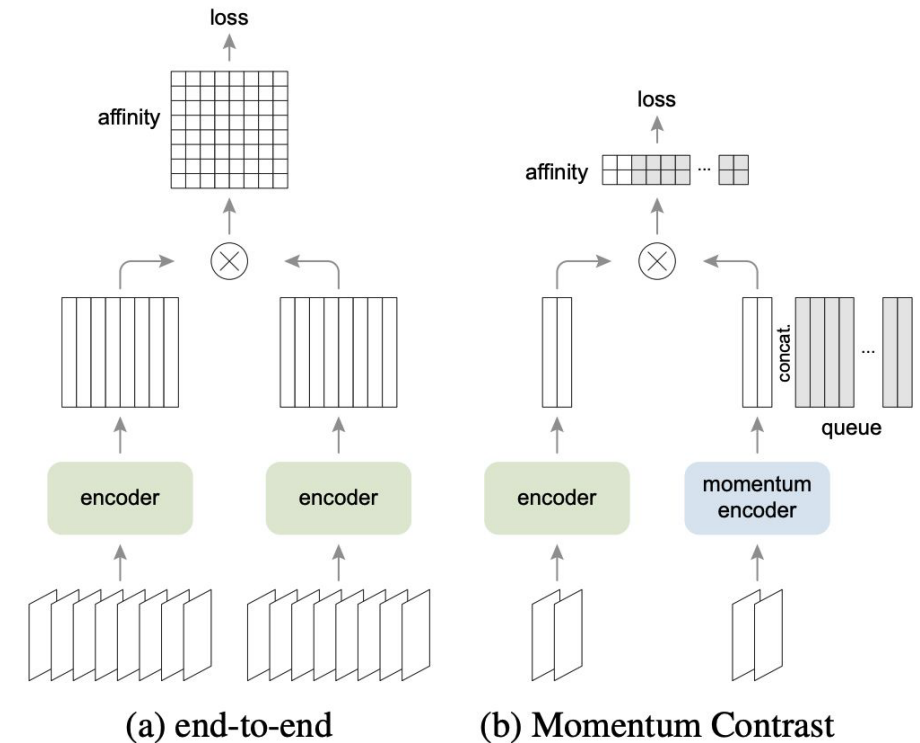 loss
affinity
encoder
encoder
(a) end-to-end
loss
affinity
...
concat.
...
queue
encoder
momentum
encoder
(b) Momentum Contrast